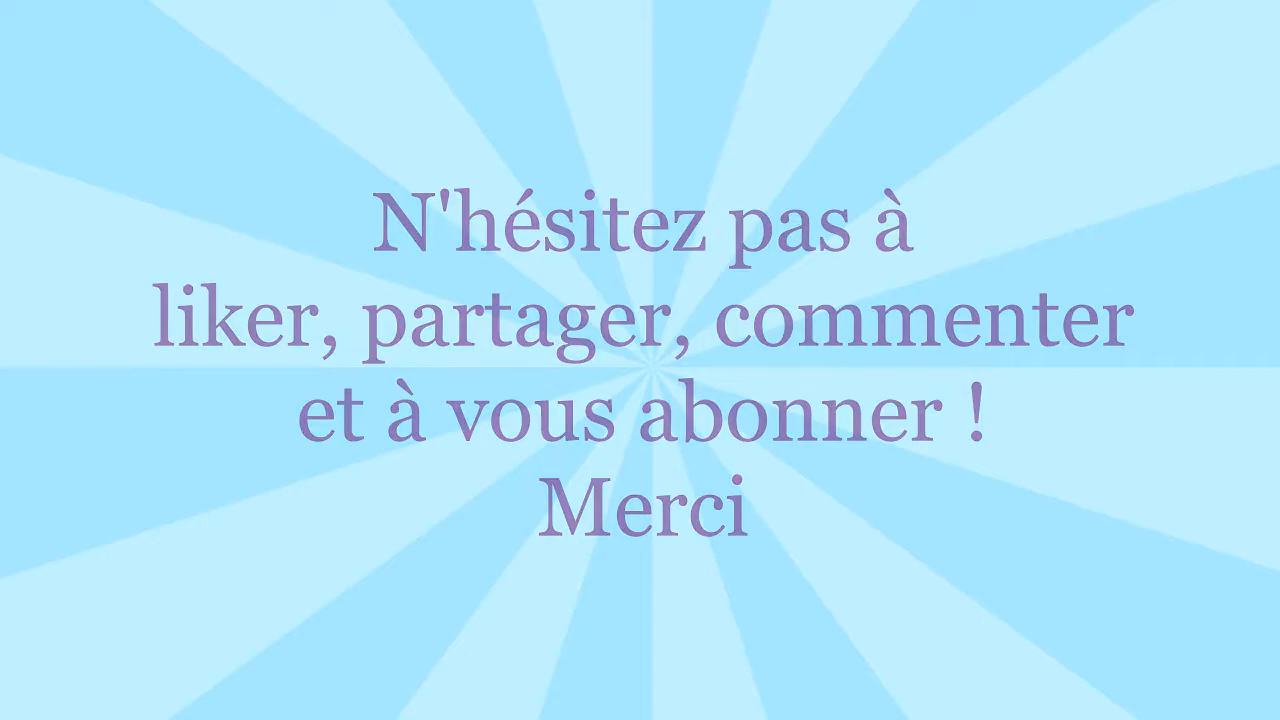 N'hésitez pas à
liker, partager, commenter
et à vous abonner !
Merci